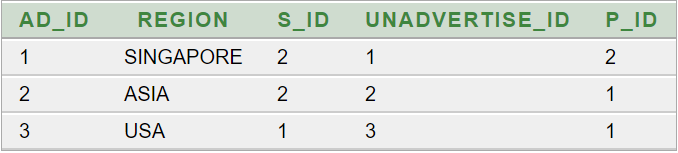 AD_ID REGION S_ID UNADVERTISE_ID P_ID
1 SINGAPORE 2 1 2
2 ASIA 2 2 1
3 USA 1 3 1